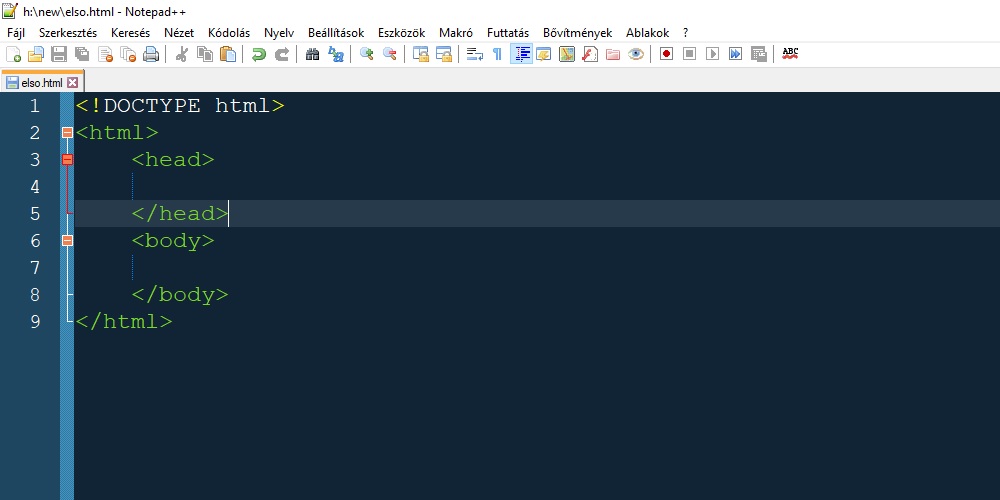 h:\new\elso.html - Notepad++
Fájl Szerkesztés Keresés Nézet Kódolás Nyelv Beállítások Eszközök Makró Futtatás Bővítmények Ablakok ?
ABC
elso.html
1 <!DOCTYPE html>
2 <html>
3 <head>
4
5 </head>
6 <body>
7
8 </body>
9 </html>